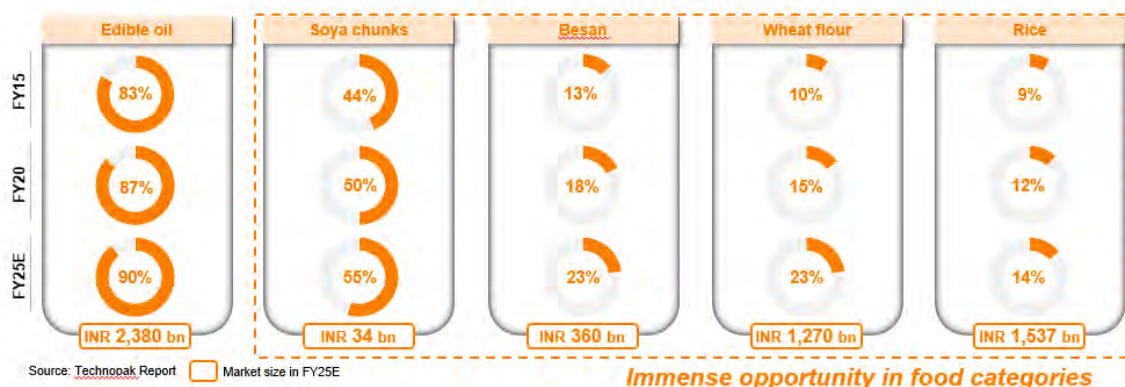 Edible oil
Soya chunks
Besan
Wheat flour
Rice
FY15
83%
44%
13%
10%
9%
FY20
87%
50%
18%
15%
12%
FY25E
90%
55%
23%
23%
14%
INR 2,380 bn
INR 34 bn
INR 360 bn
INR 1,270 bn
INR 1,537 bn
Source: Technopak Report
Market size in FY25E
Immense opportunity in food categories